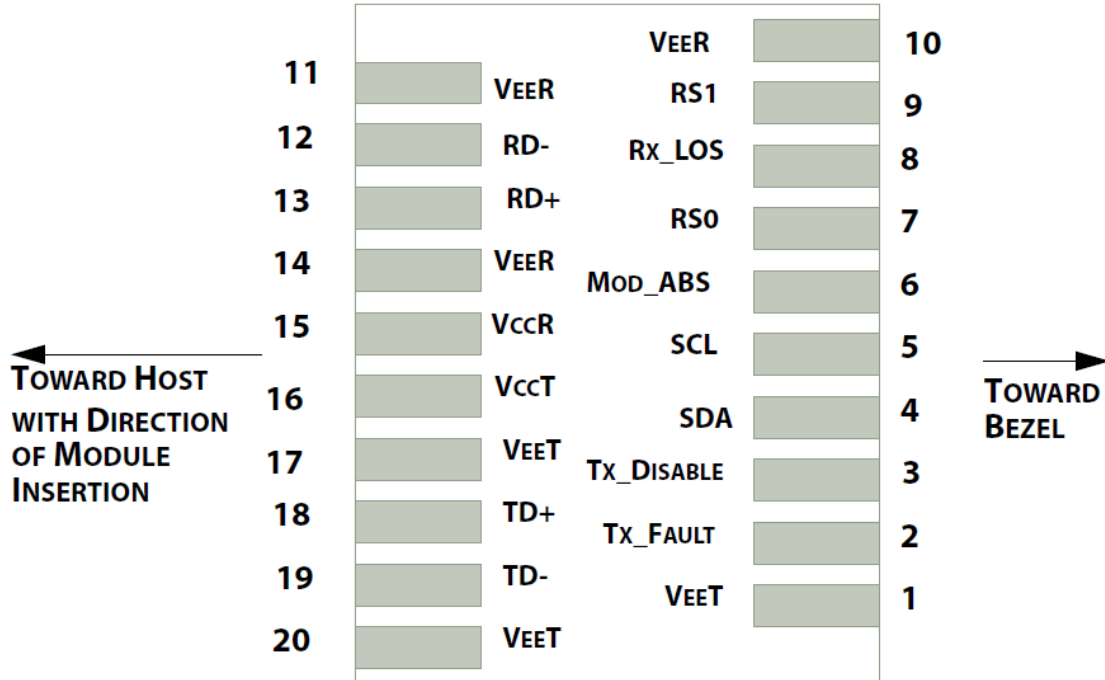 11 VEER
12 RD-
13 RD+
14 VEER
15 VCCR
16 VCCT
17 VEET
18 TD+
19 TD-
20 VEET
VEER 10
RS1 9
RX_LOS 8
RS0 7
MOD_ABS 6
SCL 5
SDA 4
TX_DISABLE 3
TX_FAULT 2
VEET 1
TOWARD HOST
WITH DIRECTION
OF MODULE
INSERTION
TOWARD
BEZEL